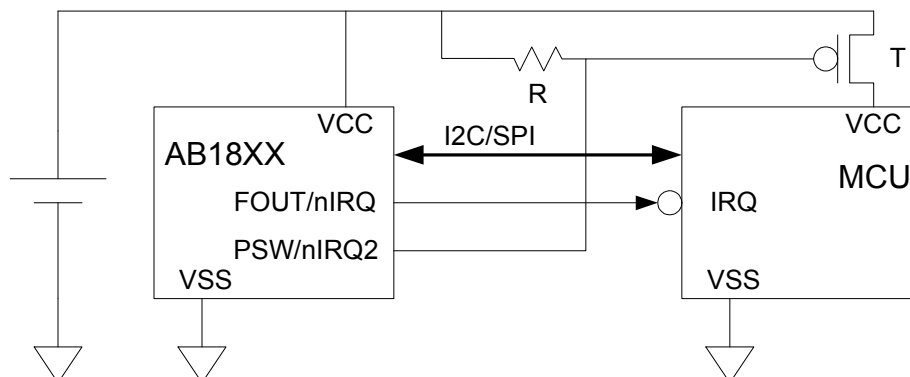 T
R
VCC
VCC
I2C/SPI
AB18XX
MCU
FOUT/nIRQ
IRQ
PSW/nIRQ2
VSS
VSS